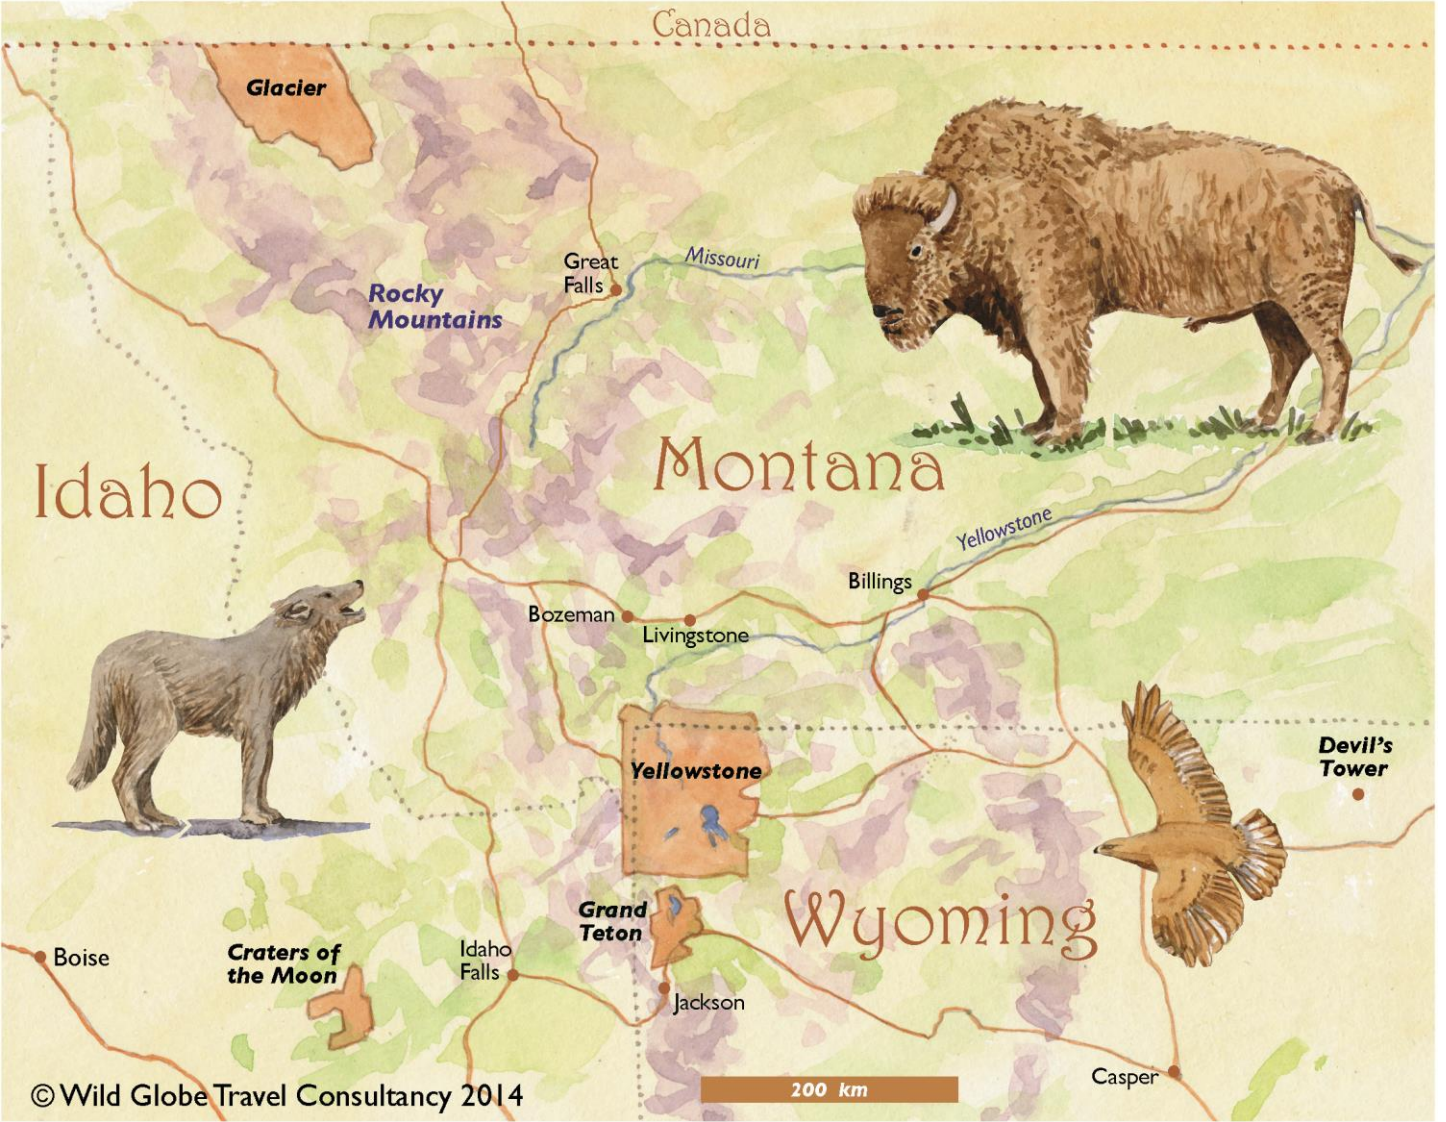 Canada
Glacier
Great
Falls
Missouri
Rocky
Mountains
Montana
Idaho
Yellowstone
Billings
Bozeman
Livingstone
Devil's
Tower
Yellowstone
Wyoming
Grand
Teton
Craters of
the Moon
Idaho
Falls
Boise
Jackson
Casper
200 km
© Wild Globe Travel Consultancy 2014